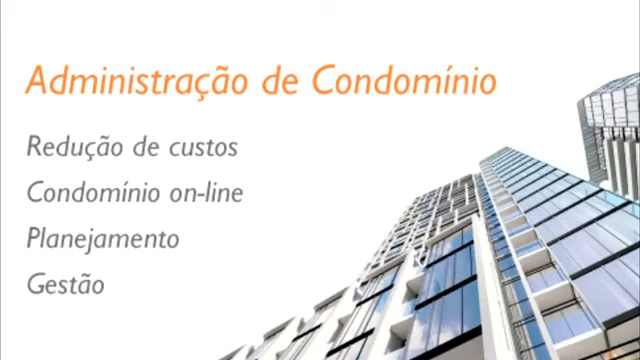 Administração de Condomínio
Redução de custos
Condomínio on-line
Planejamento
Gestão